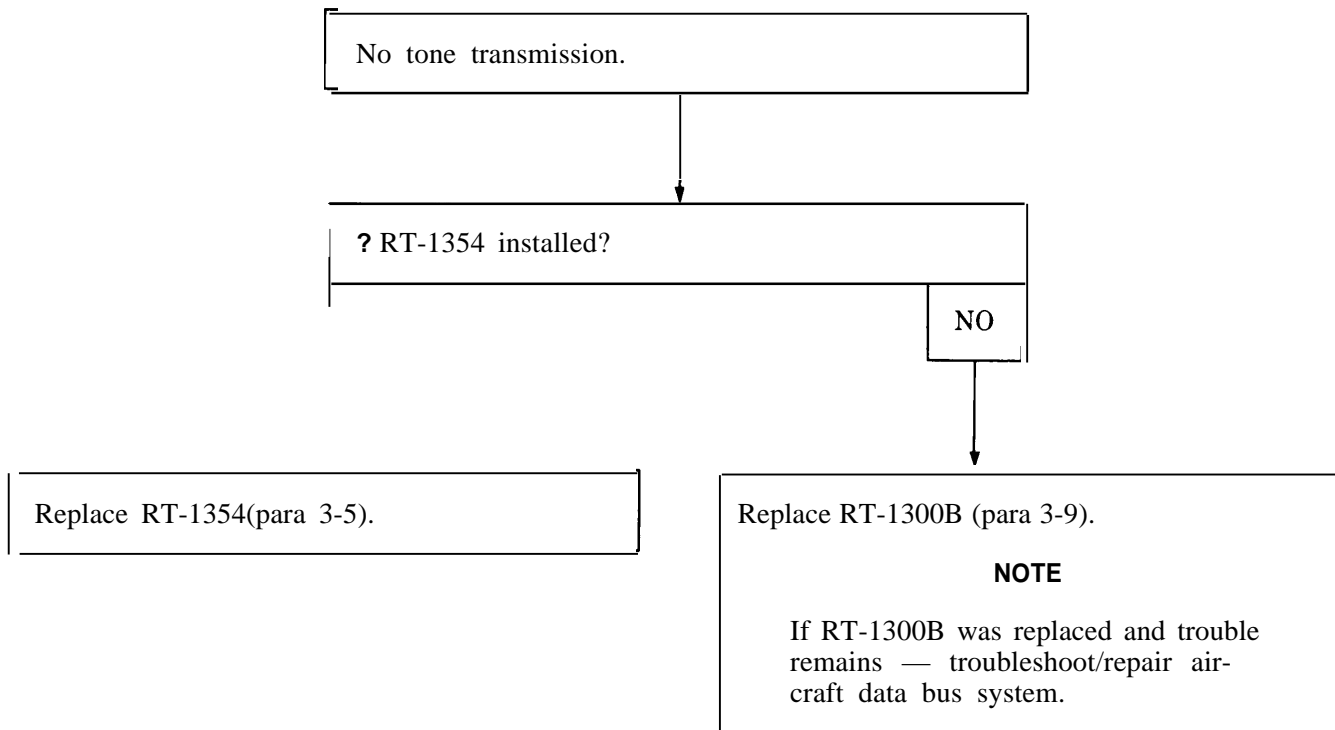 No tone transmission.
? RT-1354 installed?
NO
Replace RT-1354(para 3-5).
Replace RT-1300B (para 3-9).
NOTE
If RT-1300B was replaced and trouble
remains — troubleshoot/repair air-
craft data bus system.